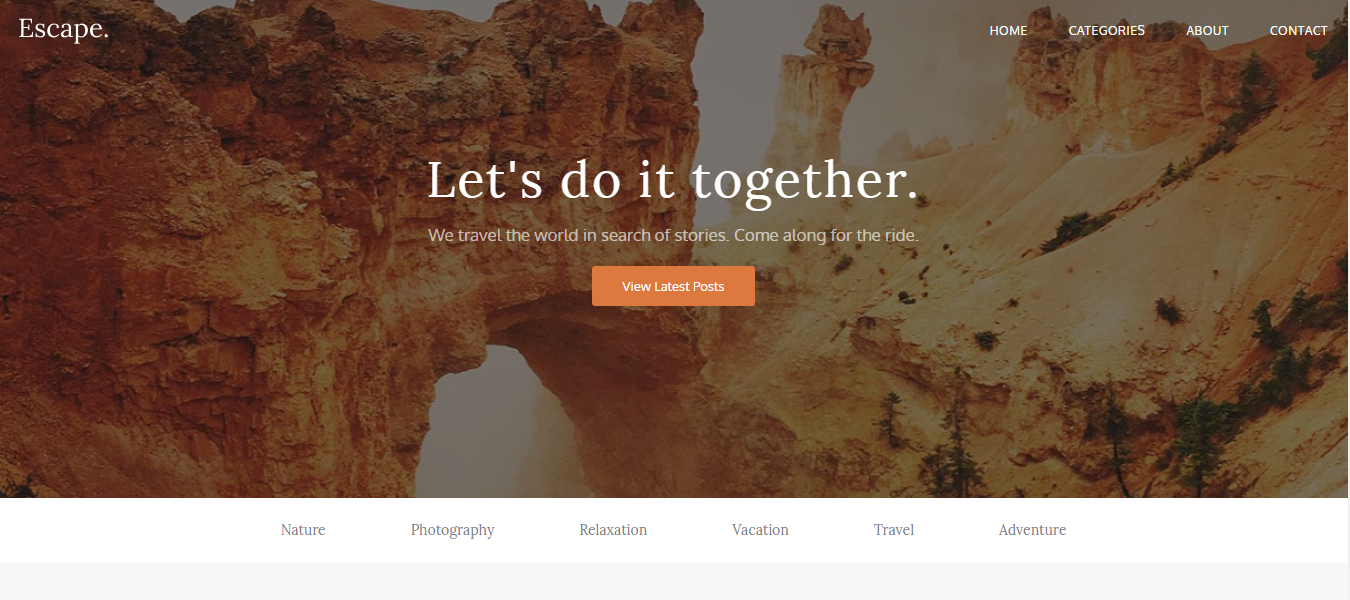 Escape.
HOME CATEGORIES ABOUT CONTACT
Let's do it together.
We travel the world in search of stories. Come along for the ride.
View Latest Posts
Nature Photography Relaxation Vacation Travel Adventure